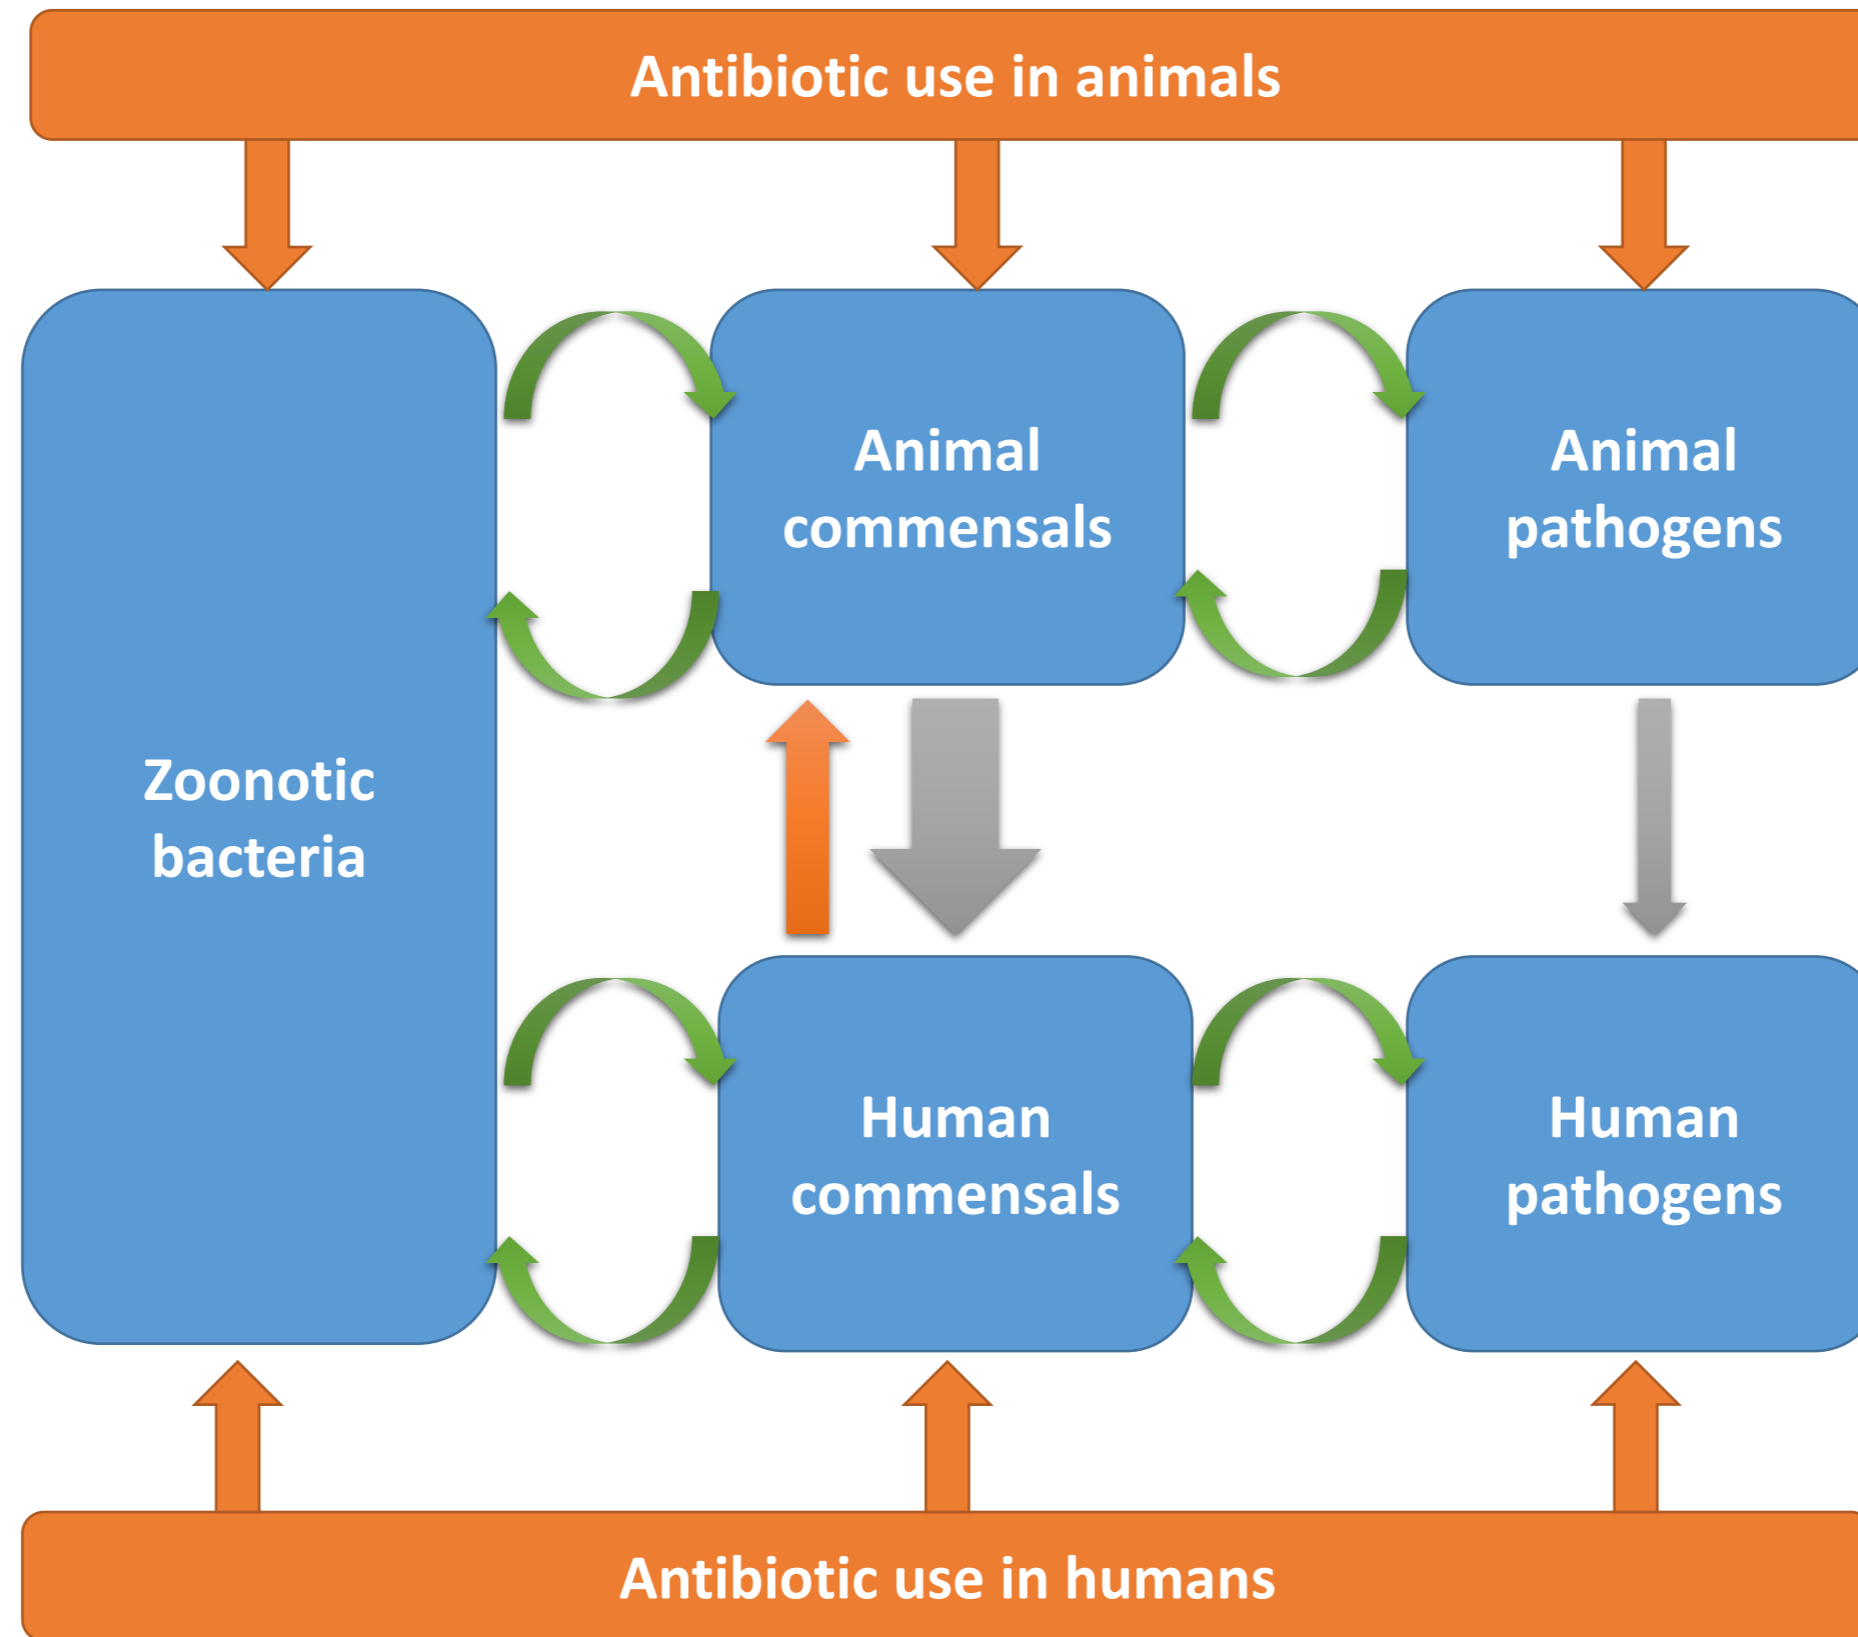 Antibiotic use in animals
Animal
commensals
Animal
pathogens
Zoonotic
bacteria
Human
commensals
Human
pathogens
Antibiotic use in humans